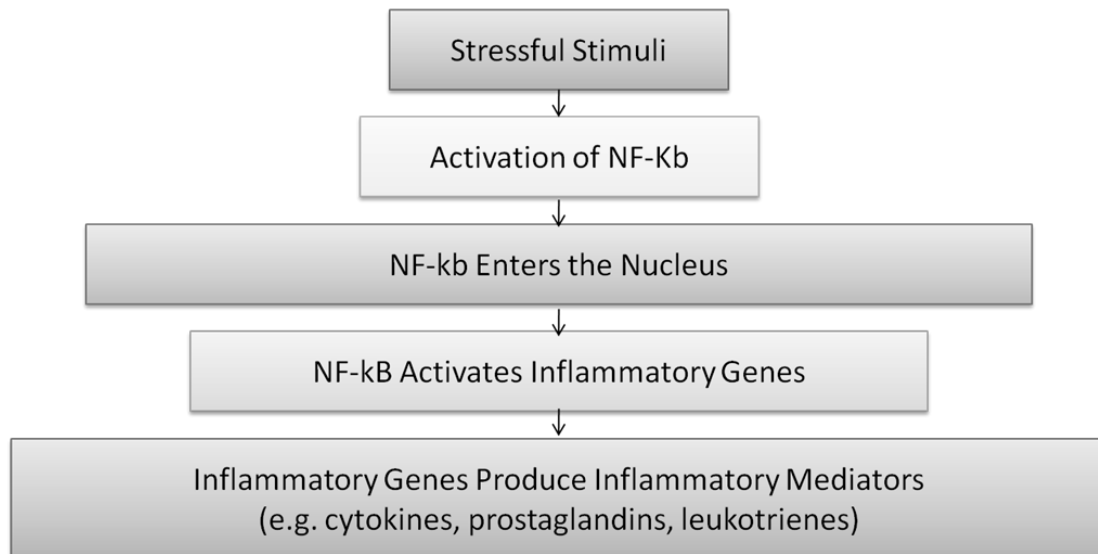 Stressful Stimuli
Activation of NF-Kb
NF-kb Enters the Nucleus
NF-kB Activates Inflammatory Genes
Inflammatory Genes Produce Inflammatory Mediators
(e.g. cytokines, prostaglandins, leukotrienes)